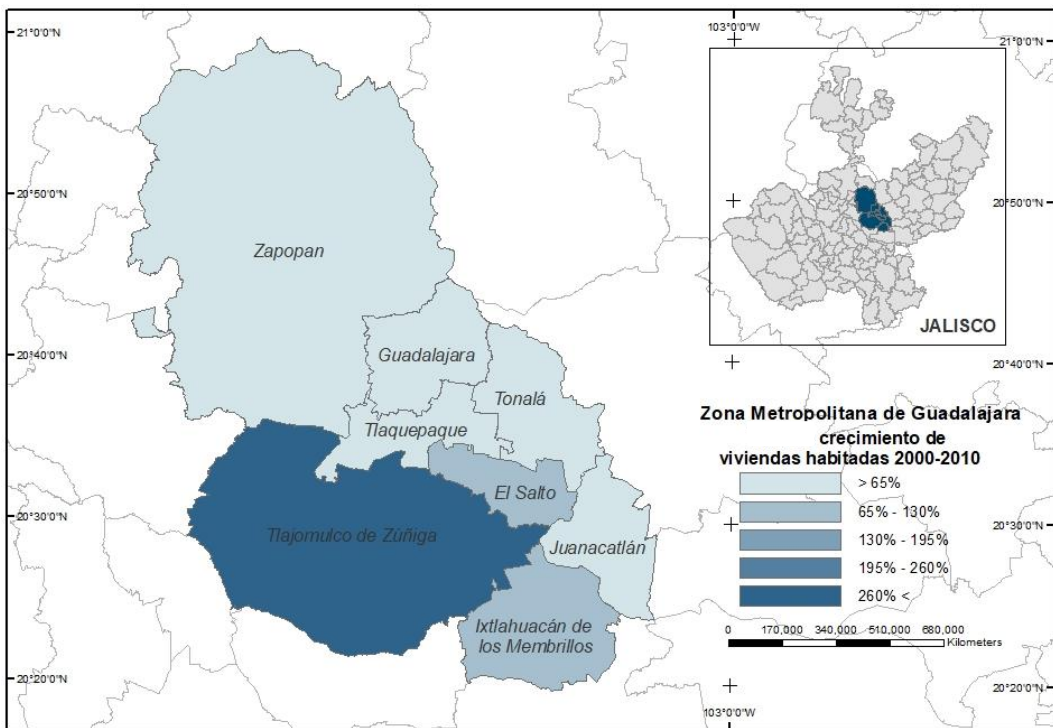 103°0'0"W
21°0'0"N
21°0'0"N
20°50'0"N
20°50'0"N
20°40'0"N
20°40'0"N
20°30'0"N
20°30'0"N
20°20'0"N
20°20'0"N
103°0'0"W
Zapopan
Guadalajara
Tonalá
Tlaquepaque
El Salto
Tlajomulco de Zúñiga
Juanacatlán
Ixtlahuacán de
los Membrillos
JALISCO
Zona Metropolitana de Guadalajara
crecimiento de
viviendas habitadas 2000-2010
> 65%
65% - 130%
130% - 195%
195% - 260%
260% <
0 170,000 340,000 510,000 680,000
Kilometers